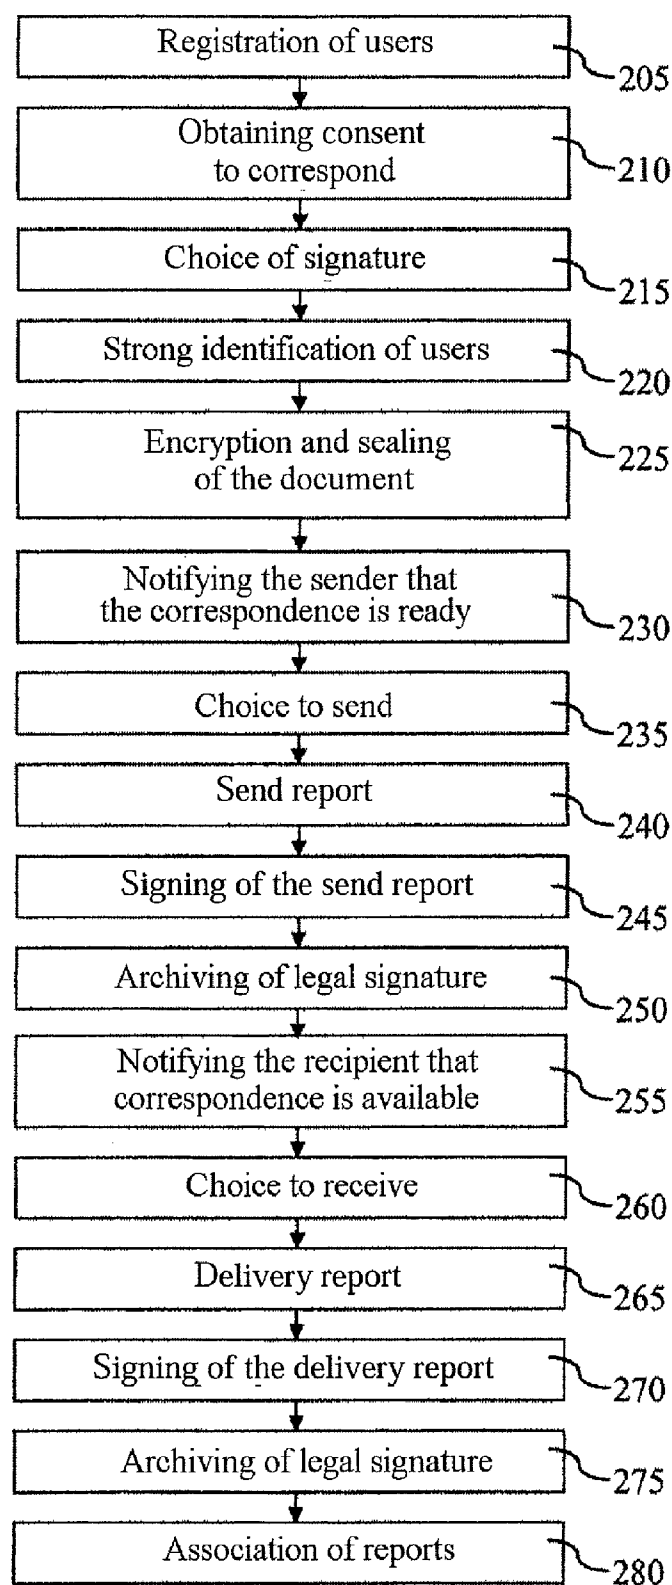 Registration of users
205
Obtaining consent
to correspond
210
Choice of signature
215
Strong identification of users
220
Encryption and sealing
of the document
225
Notifying the sender that
the correspondence is ready
230
Choice to send
235
Send report
240
Signing of the send report
245
Archiving of legal signature
250
Notifying the recipient that
correspondence is available
255
Choice to receive
260
Delivery report
265
Signing of the delivery report
270
Archiving of legal signature
275
Association of reports
280